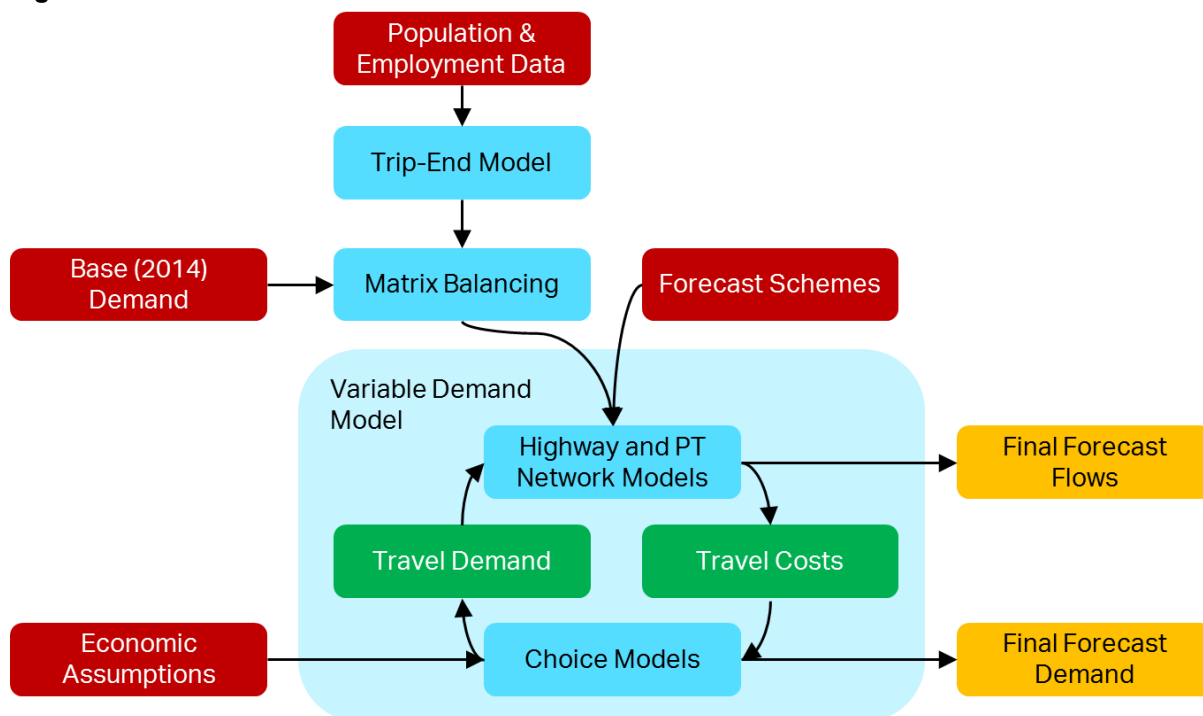 Population &
Employment Data
Trip-End Model
Base (2014)
Demand
Matrix Balancing
Forecast Schemes
Variable Demand
Model
Highway and PT
Network Models
Final Forecast
Flows
Travel Demand
Travel Costs
Economic
Assumptions
Choice Models
Final Forecast
Demand